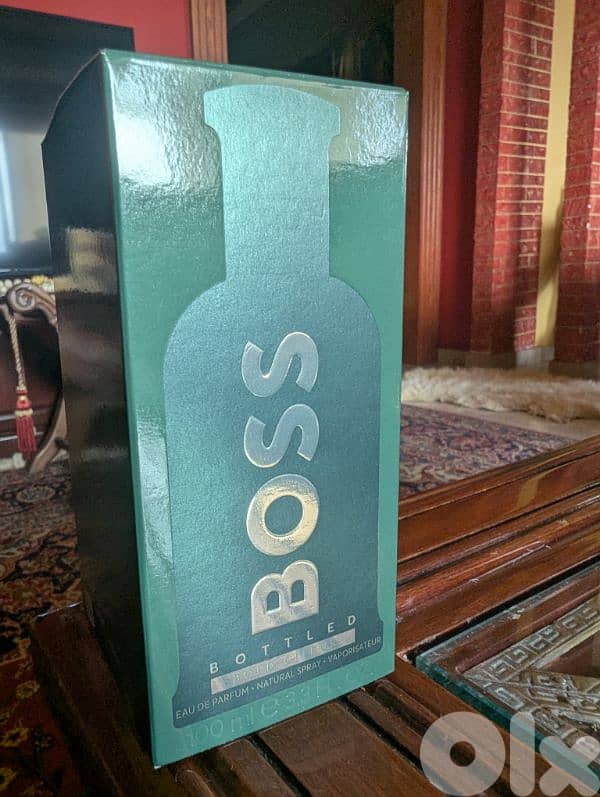 BOSS
BOTTLED
EAU DE PARFUM • NATURAL SPRAY • VAPORISATEUR
100 ml e 3.3 FL. OZ.
olx